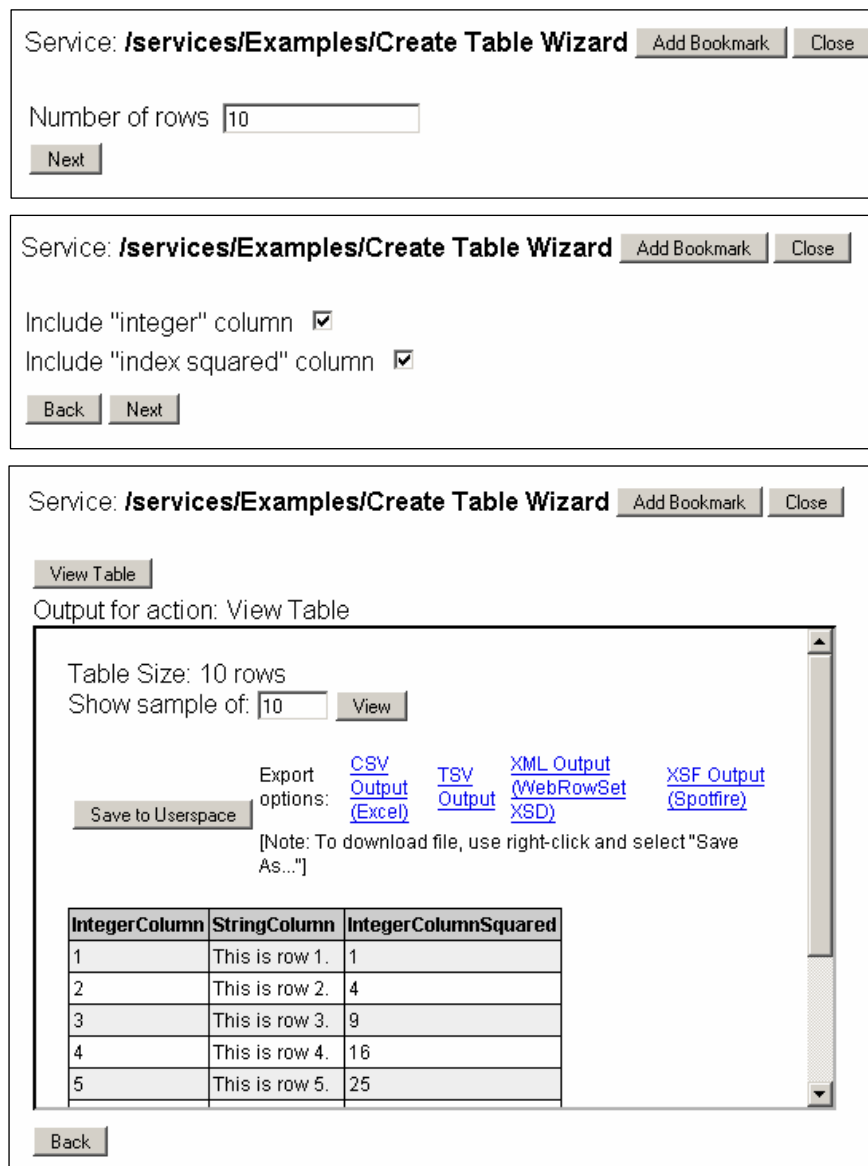 Service: /services/Examples/Create Table Wizard Add Bookmark Close
Number of rows 10
Next
Service: /services/Examples/Create Table Wizard Add Bookmark Close
Include "integer" column
Include "index squared" column
Back Next
Service: /services/Examples/Create Table Wizard Add Bookmark Close
View Table
Output for action: View Table
Table Size: 10 rows
Show sample of: 10 View
Save to Userspace
Export options:
CSV Output (Excel)
TSV Output
XML Output (WebRowSet XSD)
XSF Output (Spotfire)
[Note: To download file, use right-click and select "Save
As..."]
IntegerColumn StringColumn IntegerColumnSquared
1 This is row 1. 1
2 This is row 2. 4
3 This is row 3. 9
4 This is row 4. 16
5 This is row 5. 25
Back